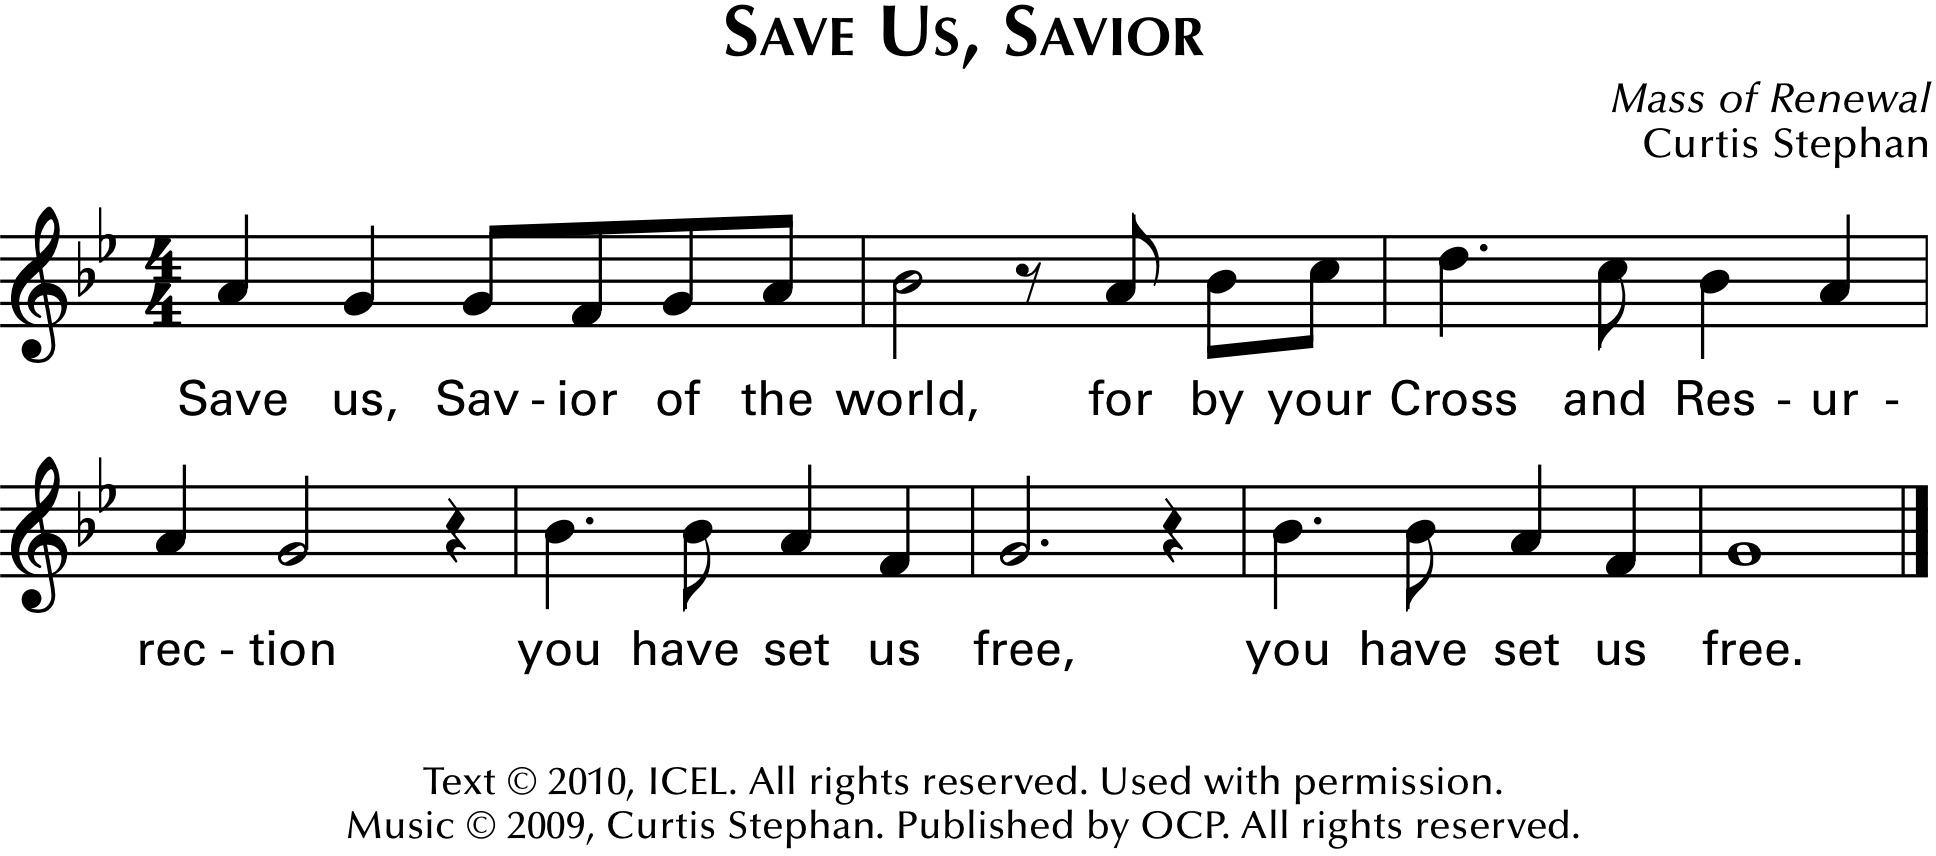 SAVE US, SAVIOR
Mass of Renewal
Curtis Stephan
4
4
Save us, Sav - ior of the world, for by your Cross and Res - ur -
rec - tion you have set us free, you have set us free.
Text © 2010, ICEL. All rights reserved. Used with permission.
Music © 2009, Curtis Stephan. Published by OCP. All rights reserved.